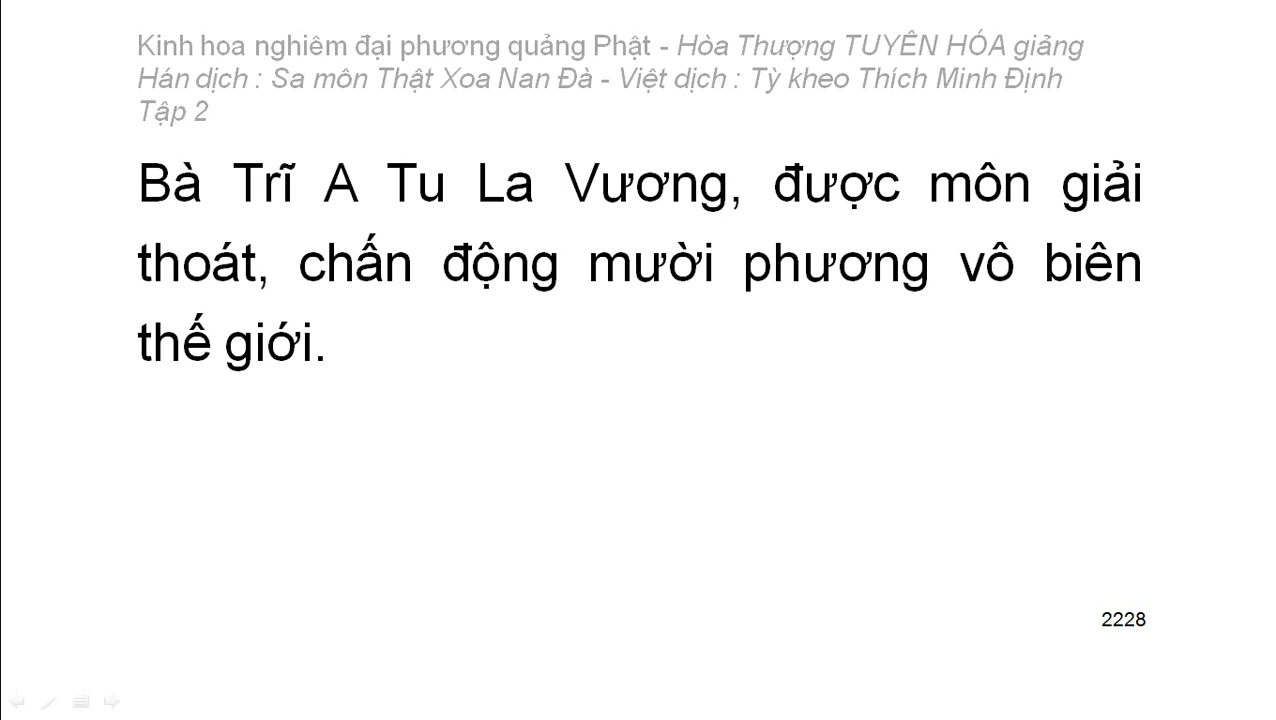 Kinh hoa nghiêm đại phương quảng Phật - Hòa Thượng TUYÊN HÓA giảng
Hán dịch : Sa môn Thật Xoa Nan Đà - Việt dịch : Tỳ kheo Thích Minh Định
Tập 2
Bà Trĩ A Tu La Vương, được môn giải
thoát, chấn động mười phương vô biên
thế giới.
2228